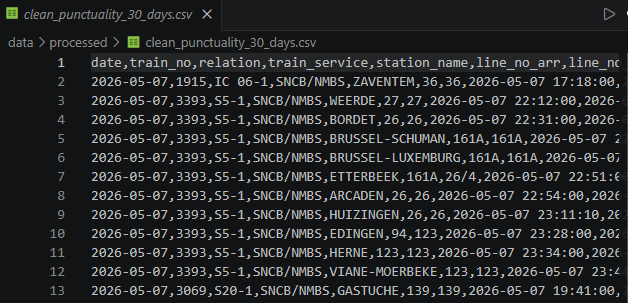 clean_punctuality_30_days.csv
data > processed > clean_punctuality_30_days.csv
1 date,train_no,relation,train_service,station_name,line_no_arr,line_no
2 2026-05-07,1915,IC 06-1,SNCB/NMBS,ZAVENTEM,36,36,2026-05-07 17:18:00,
3 2026-05-07,3393,S5-1,SNCB/NMBS,WEERDE,27,27,2026-05-07 22:12:00,2026-
4 2026-05-07,3393,S5-1,SNCB/NMBS,BORDET,26,26,2026-05-07 22:31:00,2026-
5 2026-05-07,3393,S5-1,SNCB/NMBS,BRUSSEL-SCHUMAN,161A,161A,2026-05-07 2
6 2026-05-07,3393,S5-1,SNCB/NMBS,BRUSSEL-LUXEMBURG,161A,161A,2026-05-07
7 2026-05-07,3393,S5-1,SNCB/NMBS,ETTERBEEK,161A,26/4,2026-05-07 22:51:0
8 2026-05-07,3393,S5-1,SNCB/NMBS,ARCADEN,26,26,2026-05-07 22:54:00,2026
9 2026-05-07,3393,S5-1,SNCB/NMBS,HUIZINGEN,26,26,2026-05-07 23:11:10,20
10 2026-05-07,3393,S5-1,SNCB/NMBS,EDINGEN,94,123,2026-05-07 23:28:00,202
11 2026-05-07,3393,S5-1,SNCB/NMBS,HERNE,123,123,2026-05-07 23:34:00,2026
12 2026-05-07,3393,S5-1,SNCB/NMBS,VIANE-MOERBEKE,123,123,2026-05-07 23:4
13 2026-05-07,3069,S20-1,SNCB/NMBS,GASTUCHE,139,139,2026-05-07 19:41:00,